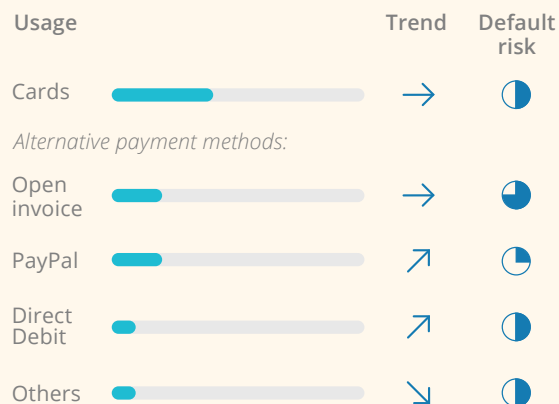 Usage Trend Default
risk
Cards
Alternative payment methods:
Open
invoice
PayPal
Direct
Debit
Others